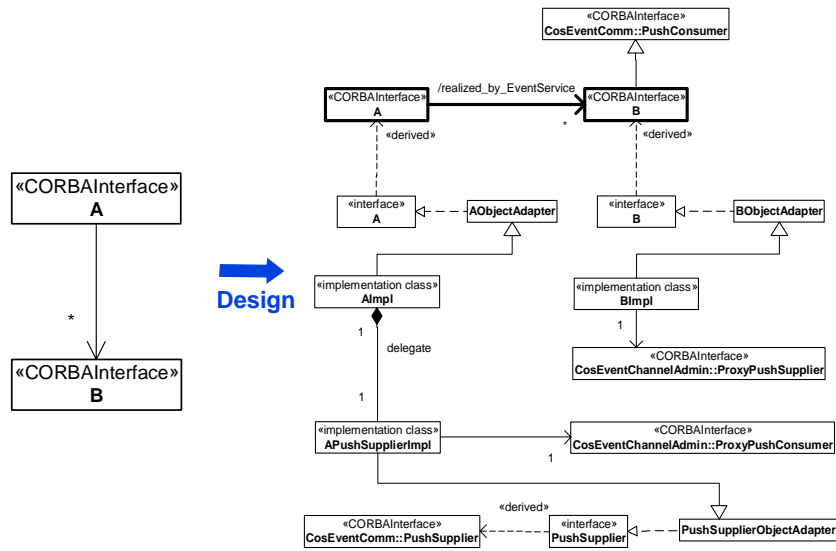 «CORBAInterface»
CosEventComm::PushConsumer
/realized_by_EventService
«CORBAInterface»
A
«CORBAInterface»
B
*
«derived»
«derived»
«CORBAInterface»
A
«interface»
A
AObjectAdapter
«interface»
B
BObjectAdapter
Design
«implementation class»
AImpl
«implementation class»
BImpl
*
1
delegate
1
«CORBAInterface»
CosEventChannelAdmin::ProxyPushSupplier
«CORBAInterface»
B
1
«implementation class»
APushSupplierImpl
1
«CORBAInterface»
CosEventChannelAdmin::ProxyPushConsumer
«derived»
«CORBAInterface»
CosEventComm::PushSupplier
«interface»
PushSupplier
PushSupplierObjectAdapter